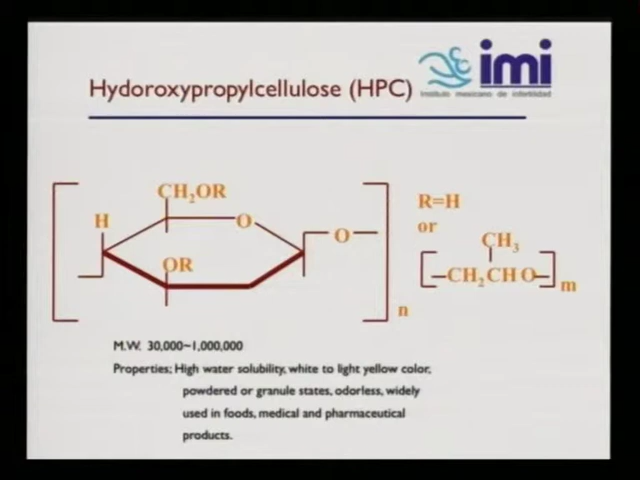 Hydoroxypropylcellulose (HPC)
imi
Instituto mexicano de infertilidad
CH2OR
H
O
O
OR
n
R=H
or
CH3
CH2CHO
m
M.W. 30,000~1,000,000
Properties; High water solubility, white to light yellow color,
powdered or granule states, odorless, widely
used in foods, medical and pharmaceutical
products.